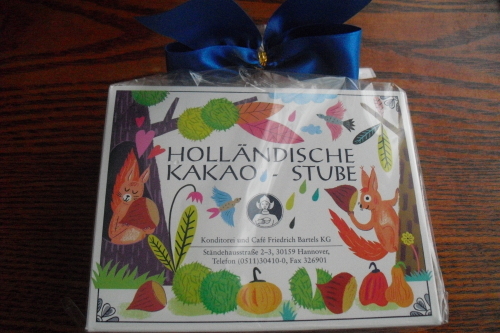 HOLLÄNDISCHE
KAKAO - STUBE
Konditorei und Café Friedrich Bartels KG
Ständehausstraße 2–3, 30159 Hannover,
Telefon (0511)30410-0, Fax 326901